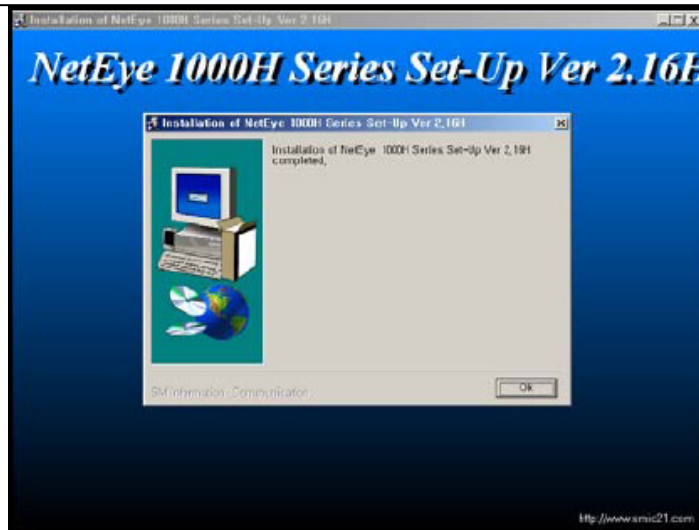 Installation of NetEye 1000H Series Set-Up Ver 2.16H
NetEye 1000H Series Set-Up Ver 2.16H
Installation of NetEye 1000H Series Set-Up Ver 2,16H
Installation of NetEye 1000H Series Set-Up Ver 2,16H
completed,
SM Information Communication
Ok
http://www.smic21.com